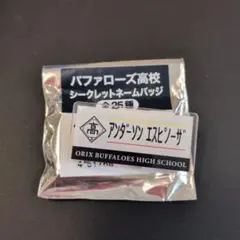 バファローズ高校
シークレットネームバッジ
全25種
高
アンダーソン エスピノーザ
ORIX BUFFALOES HIGH SCHOOL